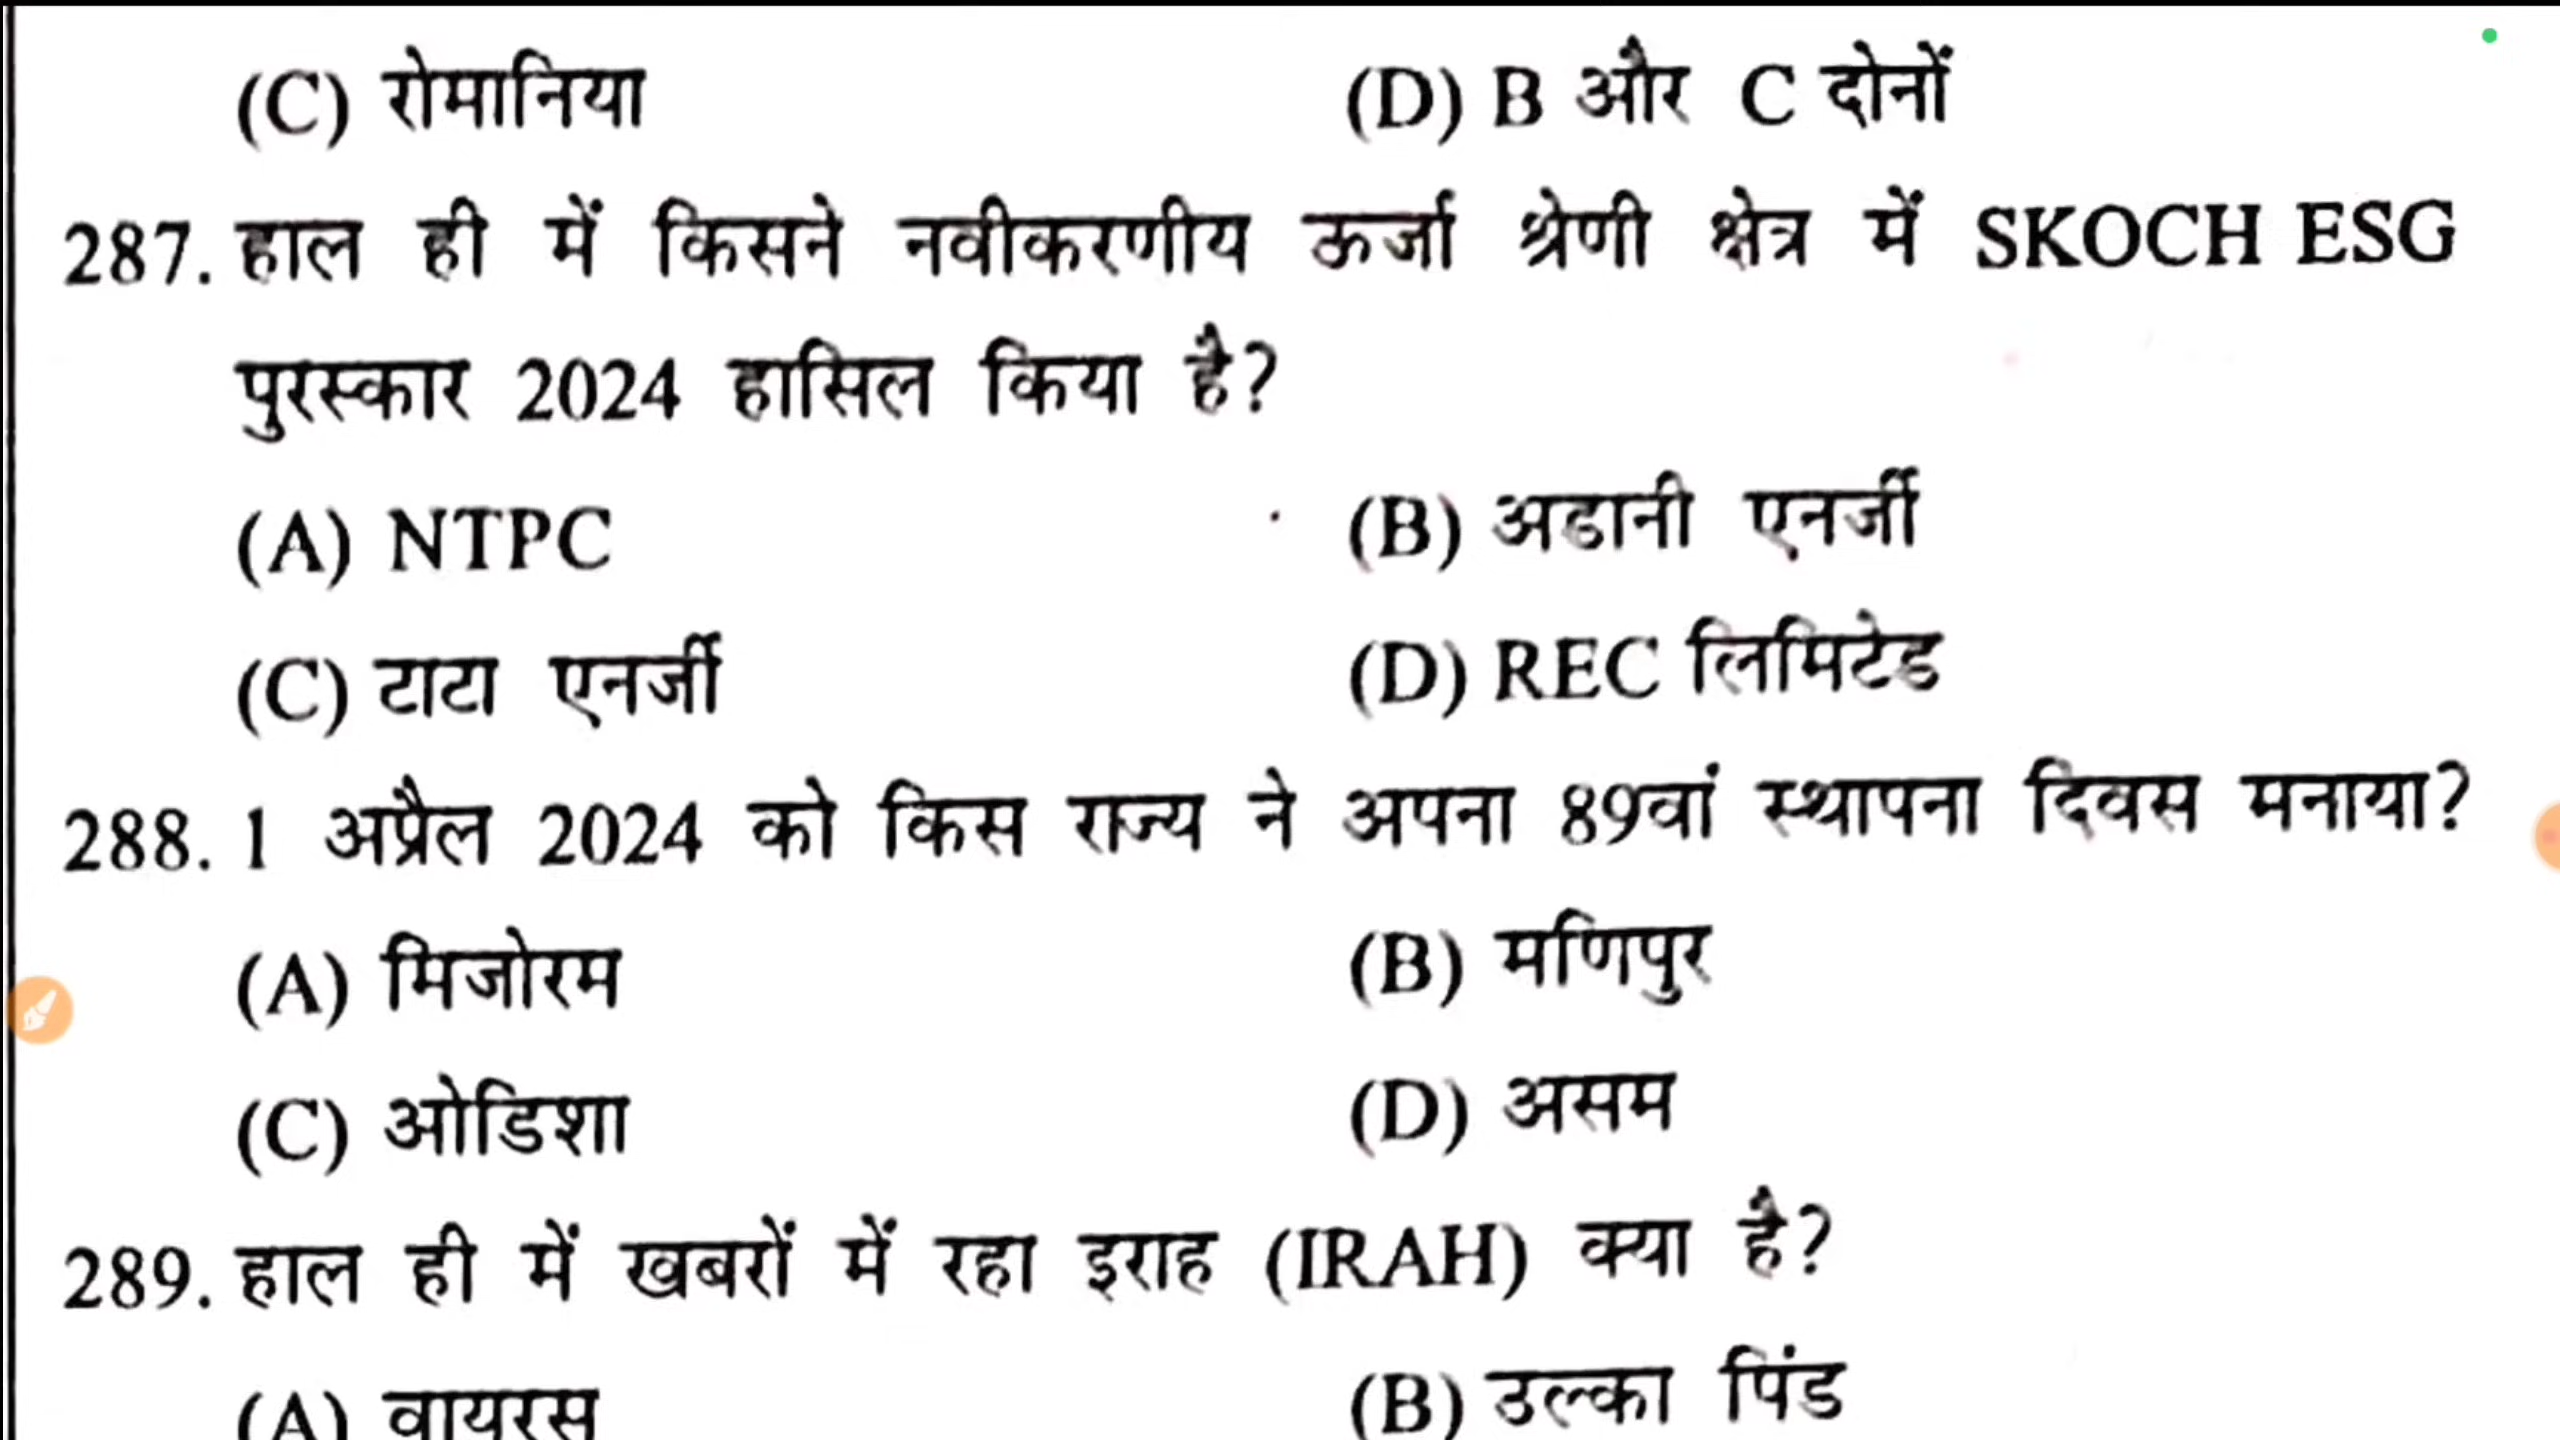 (C) रोमानिया (D) B और C दोनों
287. हाल ही में किसने नवीकरणीय ऊर्जा श्रेणी क्षेत्र में SKOCH ESG
पुरस्कार 2024 हासिल किया है?
(A) NTPC (B) अडानी एनर्जी
(C) टाटा एनर्जी (D) REC लिमिटेड
288. 1 अप्रैल 2024 को किस राज्य ने अपना 89वां स्थापना दिवस मनाया?
(A) मिजोरम (B) मणिपुर
(C) ओडिशा (D) असम
289. हाल ही में खबरों में रहा इराह (IRAH) क्या है?
(A) वायरस (B) उल्का पिंड